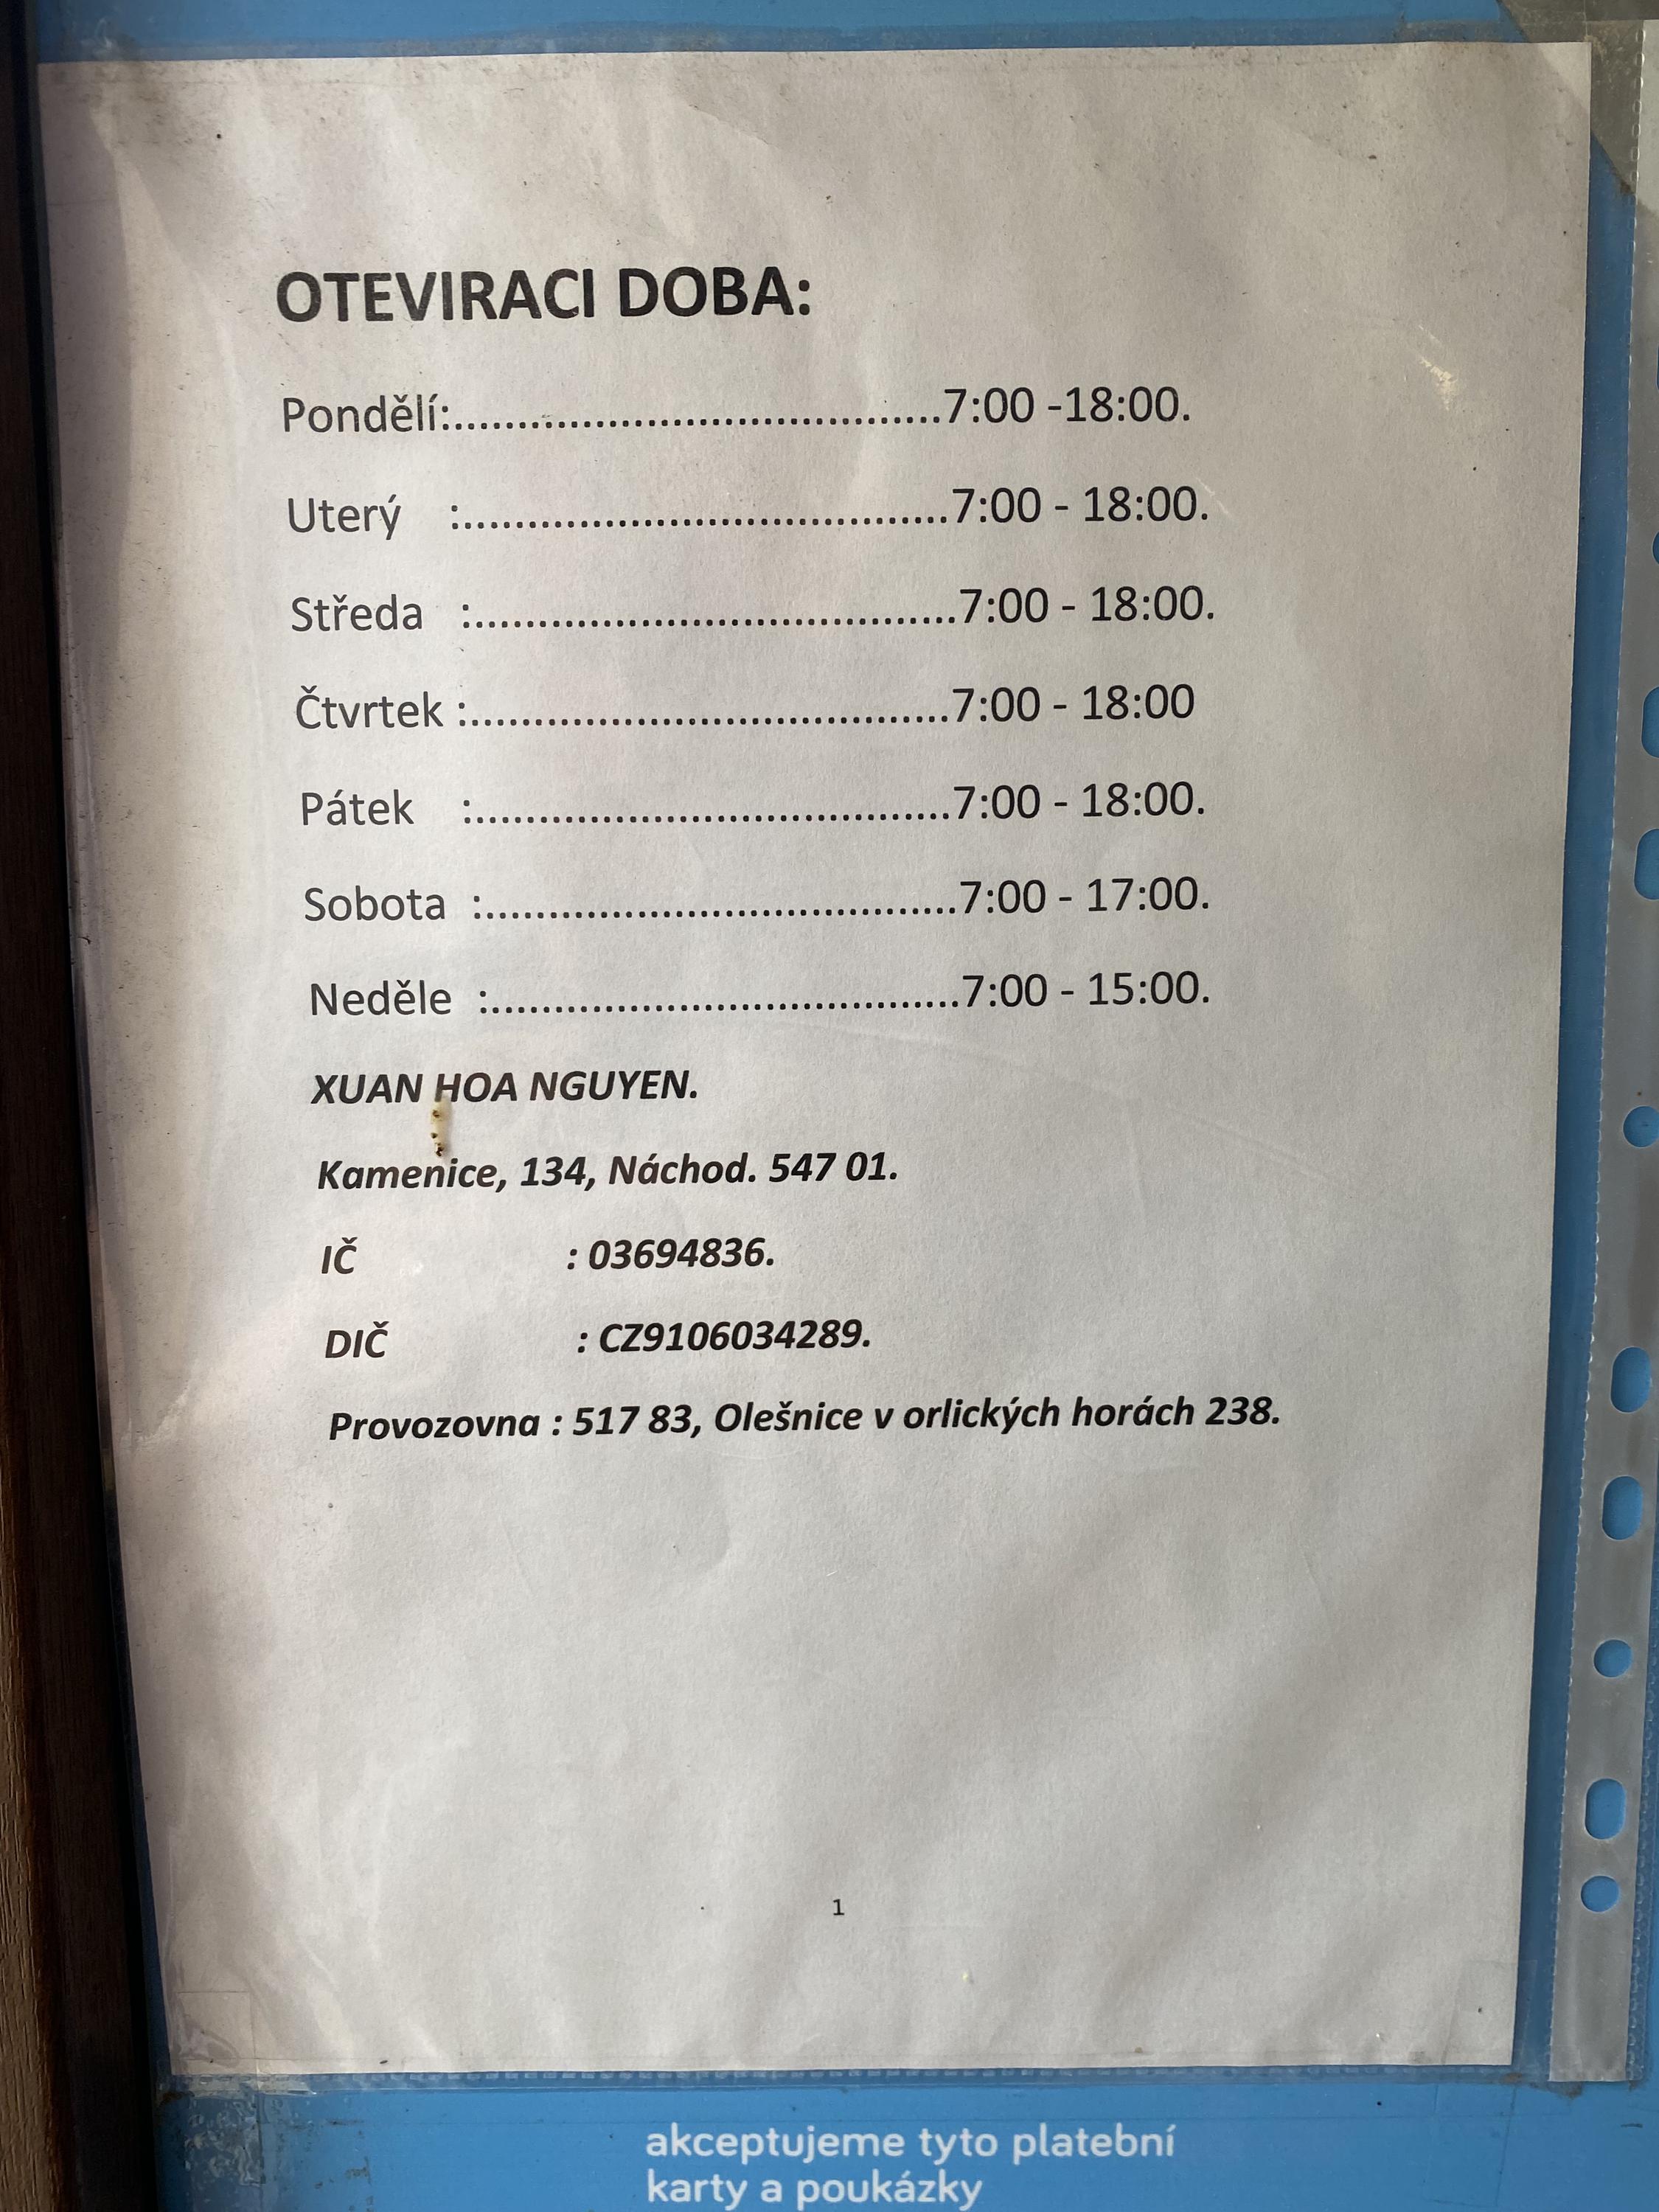 OTEVIRACI DOBA:
Pondělí:.......................................7:00 -18:00.
Uterý :.......................................7:00 - 18:00.
Středa :.......................................7:00 - 18:00.
Čtvrtek :.......................................7:00 - 18:00
Pátek :.......................................7:00 - 18:00.
Sobota :.......................................7:00 - 17:00.
Neděle :.......................................7:00 - 15:00.
XUAN HOA NGUYEN.
Kamenice, 134, Náchod. 547 01.
IČ : 03694836.
DIČ : CZ9106034289.
Provozovna : 517 83, Olešnice v orlických horách 238.
1
akceptujeme tyto platební
karty a poukázky